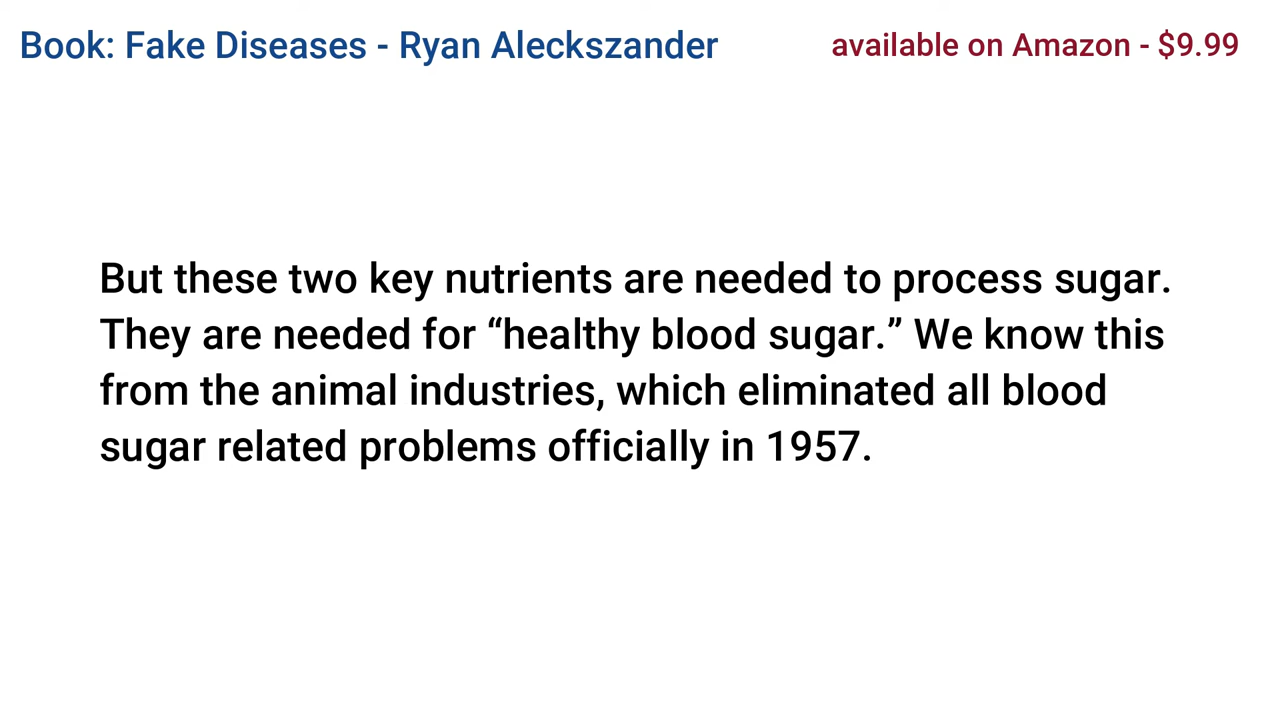 Book: Fake Diseases - Ryan Aleckszander
available on Amazon - $9.99
But these two key nutrients are needed to process sugar.
They are needed for “healthy blood sugar.” We know this
from the animal industries, which eliminated all blood
sugar related problems officially in 1957.